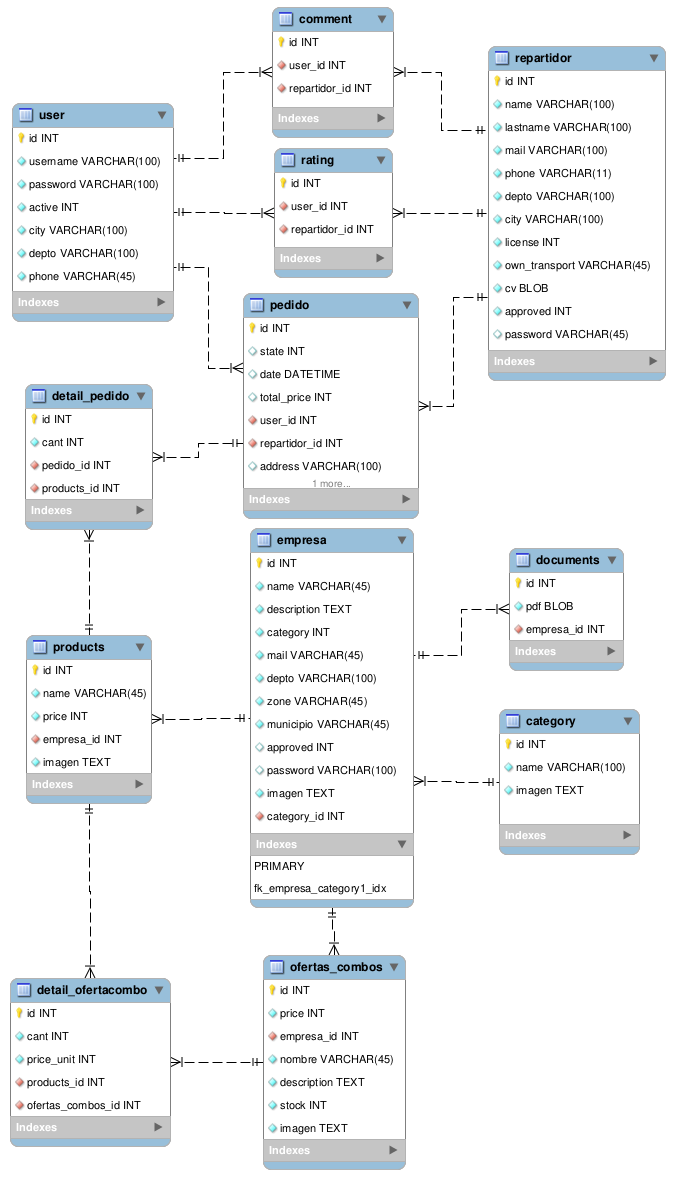 comment
id INT
user_id INT
repartidor_id INT
Indexes
repartidor
id INT
name VARCHAR(100)
lastname VARCHAR(100)
mail VARCHAR(100)
phone VARCHAR(11)
depto VARCHAR(100)
city VARCHAR(100)
license INT
own_transport VARCHAR(45)
cv BLOB
approved INT
password VARCHAR(45)
Indexes
user
id INT
username VARCHAR(100)
password VARCHAR(100)
active INT
city VARCHAR(100)
depto VARCHAR(100)
phone VARCHAR(45)
Indexes
rating
id INT
user_id INT
repartidor_id INT
Indexes
pedido
id INT
state INT
date DATETIME
total_price INT
user_id INT
repartidor_id INT
address VARCHAR(100)
1 more...
Indexes
detail_pedido
id INT
cant INT
pedido_id INT
products_id INT
Indexes
empresa
id INT
name VARCHAR(45)
description TEXT
category INT
mail VARCHAR(45)
depto VARCHAR(100)
zone VARCHAR(45)
municipio VARCHAR(45)
approved INT
password VARCHAR(100)
imagen TEXT
category_id INT
Indexes
PRIMARY
fk_empresa_category1_idx
documents
id INT
pdf BLOB
empresa_id INT
Indexes
products
id INT
name VARCHAR(45)
price INT
empresa_id INT
imagen TEXT
Indexes
category
id INT
name VARCHAR(100)
imagen TEXT
Indexes
ofertas_combos
id INT
price INT
empresa_id INT
nombre VARCHAR(45)
description TEXT
stock INT
imagen TEXT
Indexes
detail_ofertacombo
id INT
cant INT
price_unit INT
products_id INT
ofertas_combos_id INT
Indexes